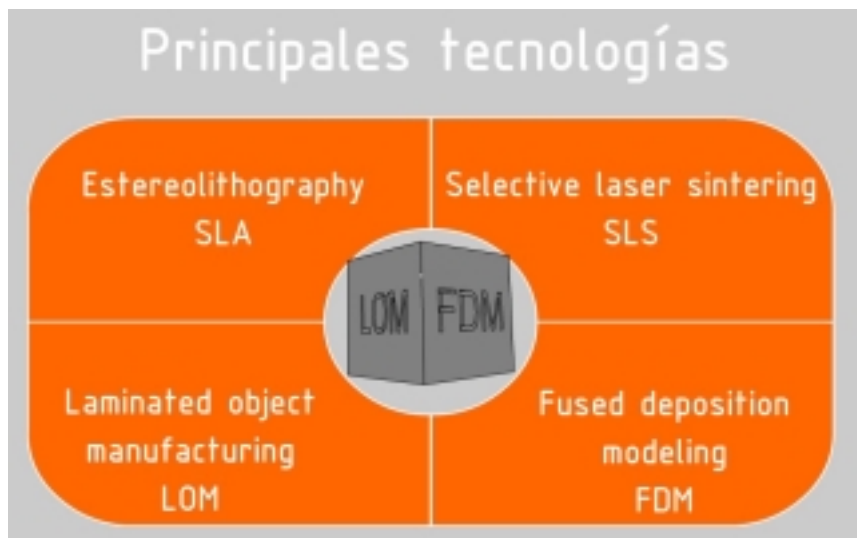 Principales tecnologías
Estereolithography
SLA
Selective laser sintering
SLS
LOM
FDM
Laminated object
manufacturing
LOM
Fused deposition
modeling
FDM